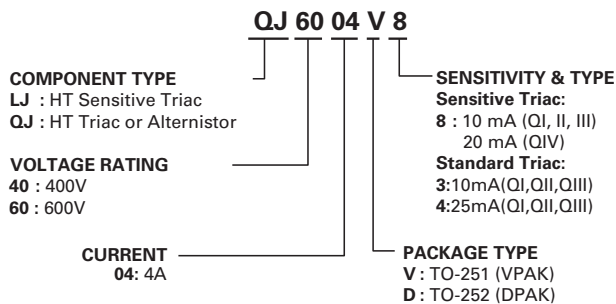 QJ 60 04 V 8
COMPONENT TYPE
LJ : HT Sensitive Triac
QJ : HT Triac or Alternistor
VOLTAGE RATING
40 : 400V
60 : 600V
CURRENT
04: 4A
SENSITIVITY & TYPE
Sensitive Triac:
8 : 10 mA (QI, II, III)
20 mA (QIV)
Standard Triac:
3:10mA(QI,QII,QIII)
4:25mA(QI,QII,QIII)
PACKAGE TYPE
V : TO-251 (VPAK)
D : TO-252 (DPAK)